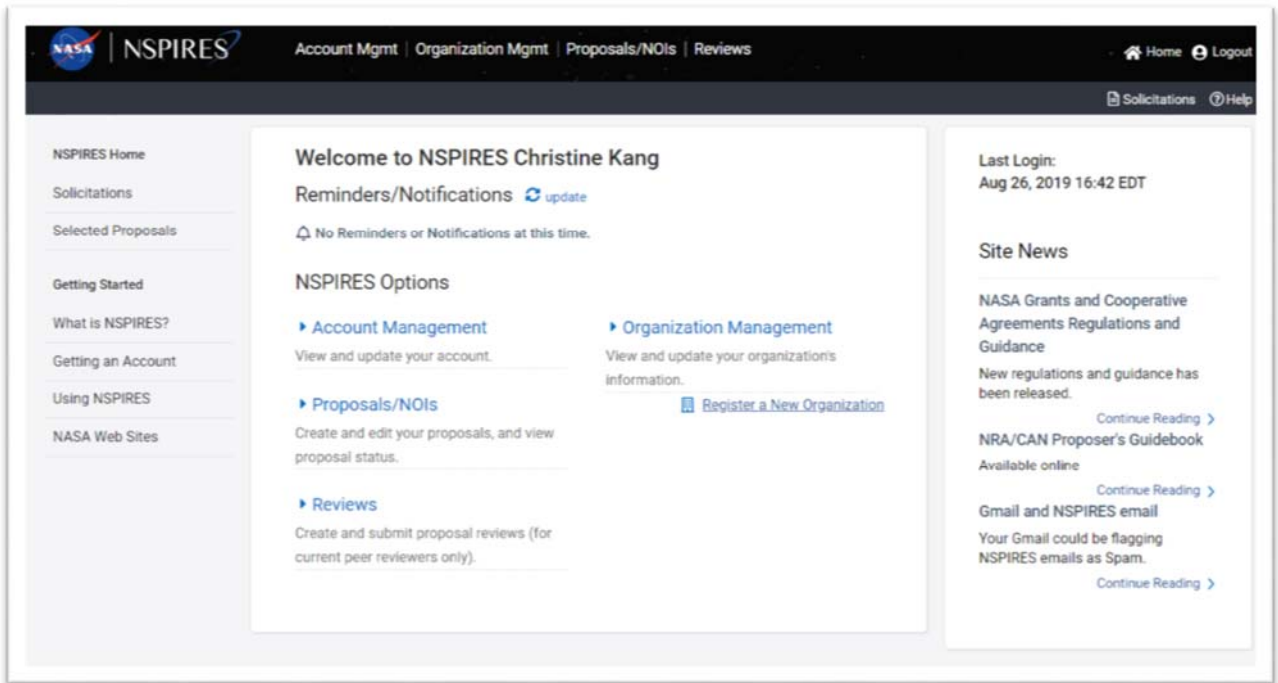 NASA | NSPIRES
Account Mgmt | Organization Mgmt | Proposals/NOIs | Reviews
Home Logout
Solicitations Help
NSPIRES Home
Solicitations
Selected Proposals
Getting Started
What is NSPIRES?
Getting an Account
Using NSPIRES
NASA Web Sites
Welcome to NSPIRES Christine Kang
Reminders/Notifications update
No Reminders or Notifications at this time.
NSPIRES Options
Account Management
View and update your account.
Proposals/NOIs
Create and edit your proposals, and view
proposal status.
Reviews
Create and submit proposal reviews (for
current peer reviewers only).
Organization Management
View and update your organization's
information.
Register a New Organization
Last Login:
Aug 26, 2019 16:42 EDT
Site News
NASA Grants and Cooperative
Agreements Regulations and
Guidance
New regulations and guidance has
been released.
Continue Reading
NRA/CAN Proposer's Guidebook
Available online
Continue Reading
Gmail and NSPIRES email
Your Gmail could be flagging
NSPIRES emails as Spam.
Continue Reading